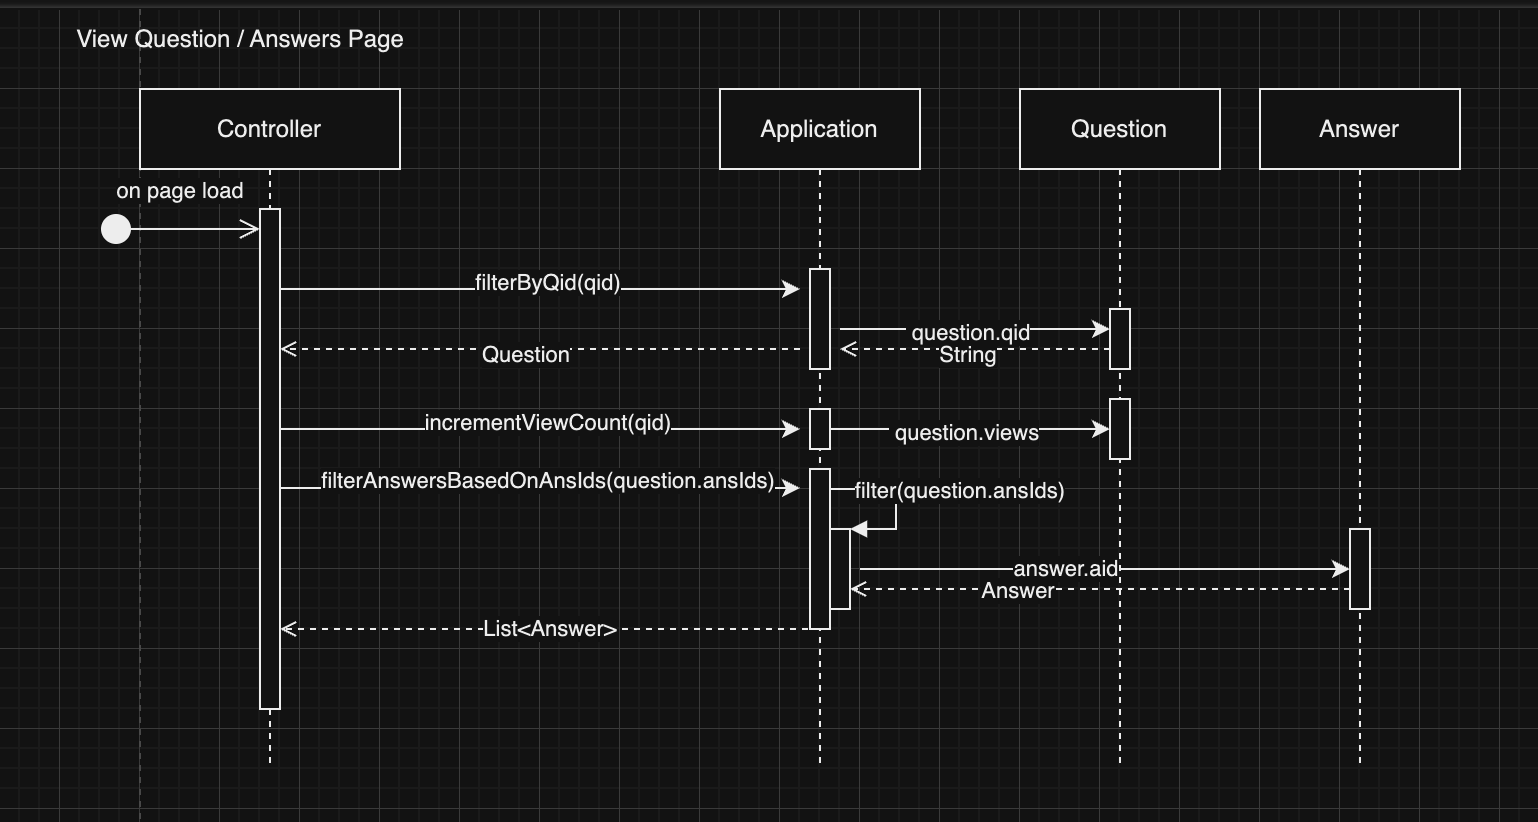 View Question / Answers Page
Controller
Application
Question
Answer
on page load
filterByQid(qid)
question.qid
Question
String
incrementViewCount(qid)
question.views
filterAnswersBasedOnAnsIds(question.ansIds)
filter(question.ansIds)
answer.aid
Answer
List<Answer>